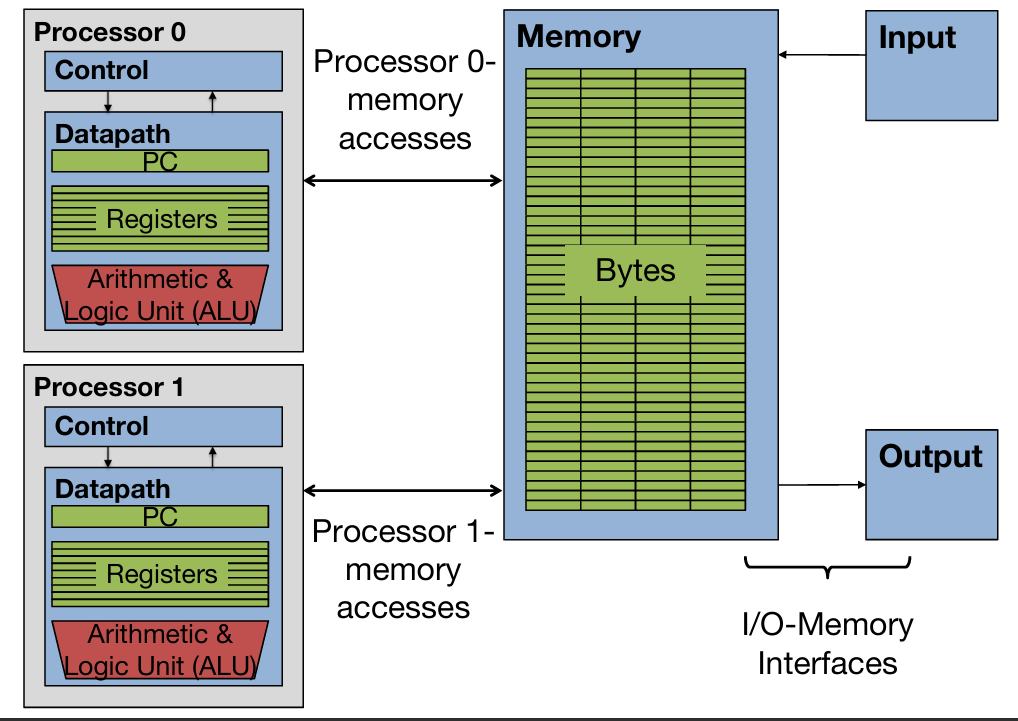 Processor 0
Control
Datapath
PC
Registers
Arithmetic &
Logic Unit (ALU)
Processor 0-
memory
accesses
Memory
Bytes
Input
Processor 1
Control
Datapath
PC
Registers
Arithmetic &
Logic Unit (ALU)
Processor 1-
memory
accesses
Output
I/O-Memory
Interfaces